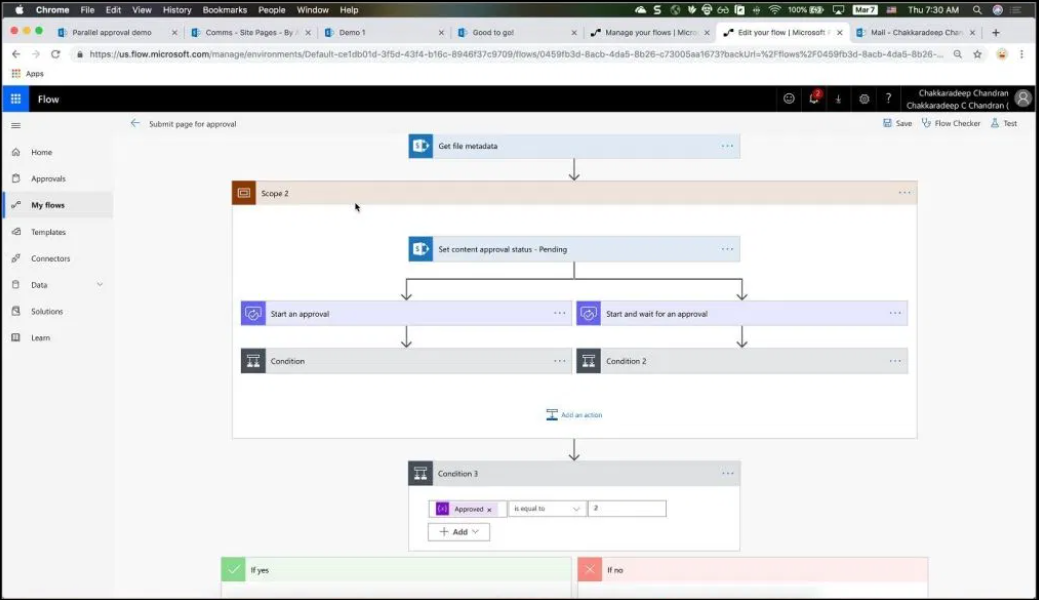 Chrome File Edit View History Bookmarks People Window Help 100% Mar 7 Thu 7:30 AM
Parallel approval demo × Comms - Site Pages - By × Demo 1 × Good to go! × Manage your flows | Micros × Edit your flow | Microsoft × Mail - Chakkaradeep Chan ×
https://us.flow.microsoft.com/manage/environments/Default-ce1db01d-3f5d-43f4-b16c-8946f37c9709/flows/0459fb3d-8acb-4da5-8b26-c73005aa1673?backUrl=%2Fflows%2F0459fb3d-8acb-4da5-8b26-...
Apps
Flow 2 ? Chakkaradeep Chandran
Chakkaradeep C Chandran (
Submit page for approval Save Flow Checker Test
Home
Approvals
My flows
Templates
Connectors
Data
Solutions
Learn
Get file metadata ...
Scope 2 ...
Set content approval status - Pending ...
Start an approval ... Start and wait for an approval ...
Condition ... Condition 2 ...
Add an action
Condition 3 ...
Approved × is equal to 2
+ Add
If yes If no